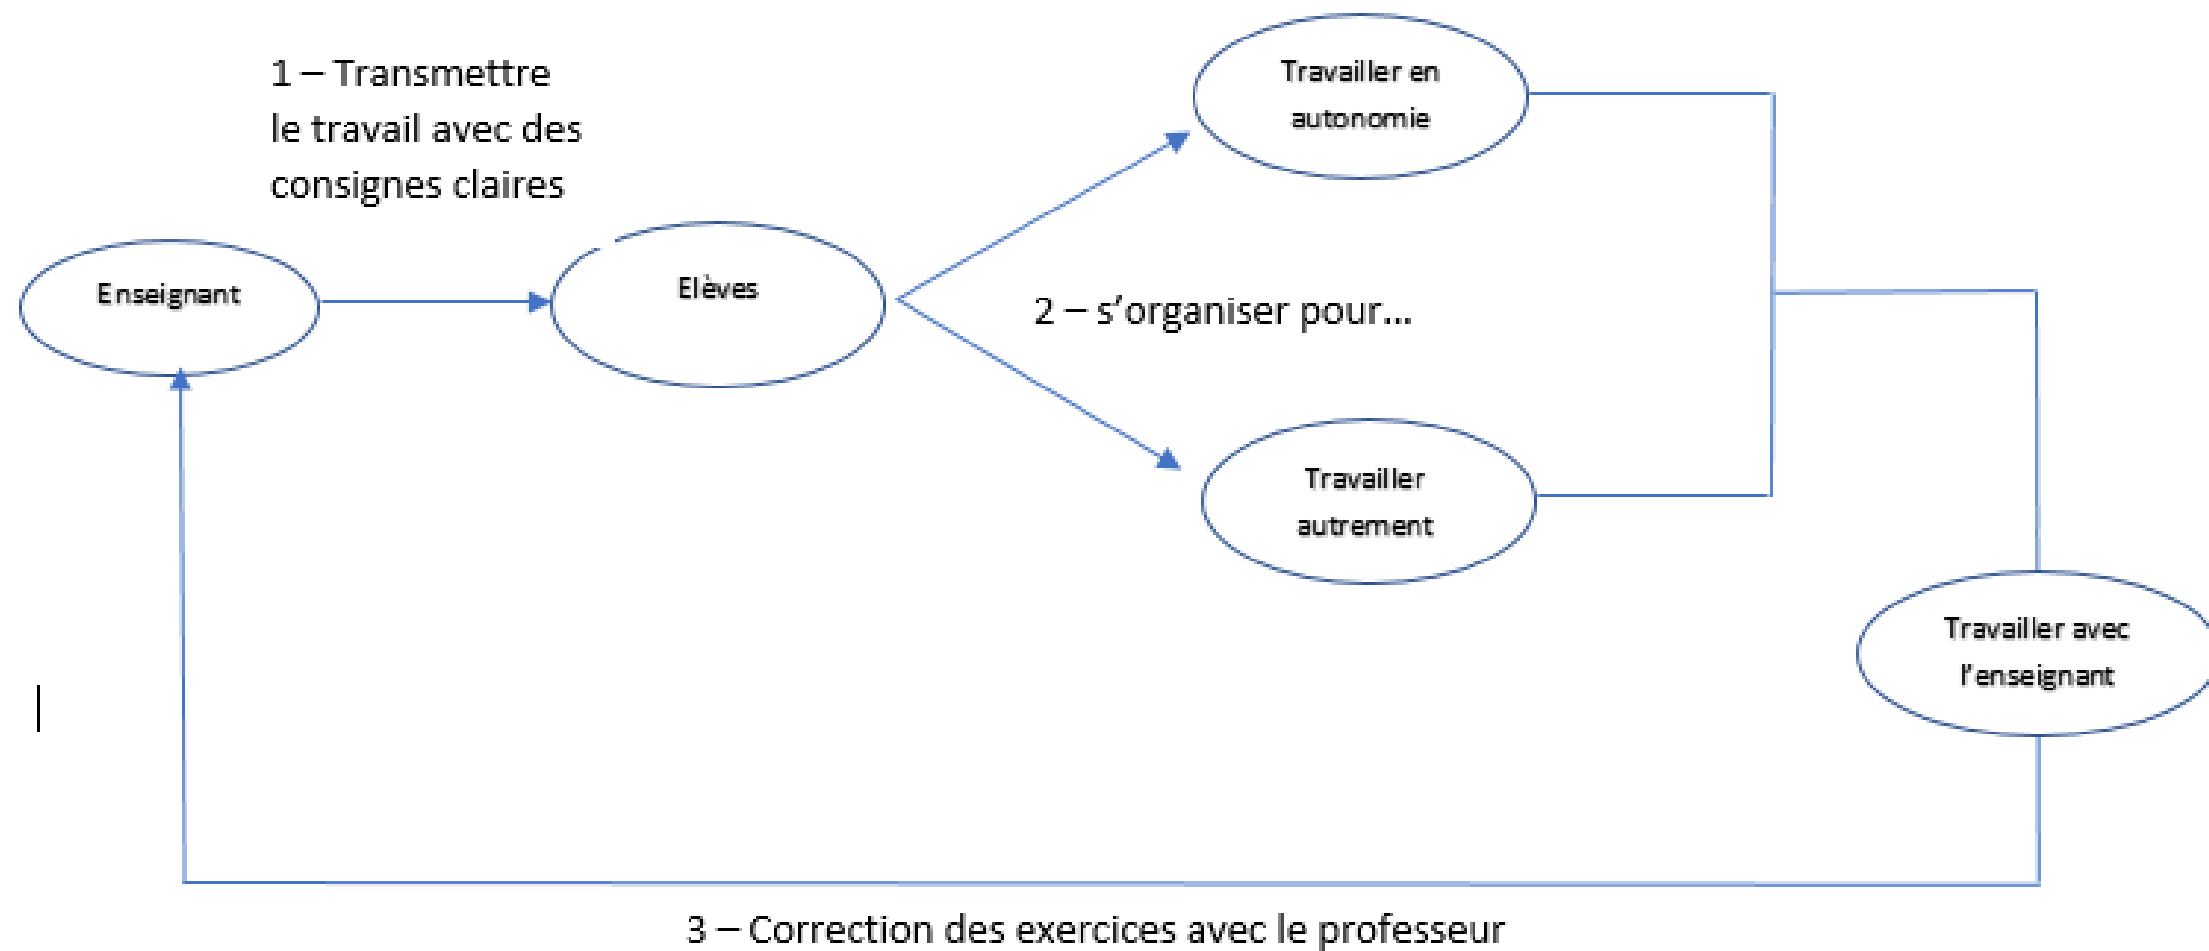 1 – Transmettre
le travail avec des
consignes claires
Enseignant
Elèves
Travailler en
autonomie
2 – s’organiser pour…
Travailler
autrement
Travailler avec
l’enseignant
3 – Correction des exercices avec le professeur